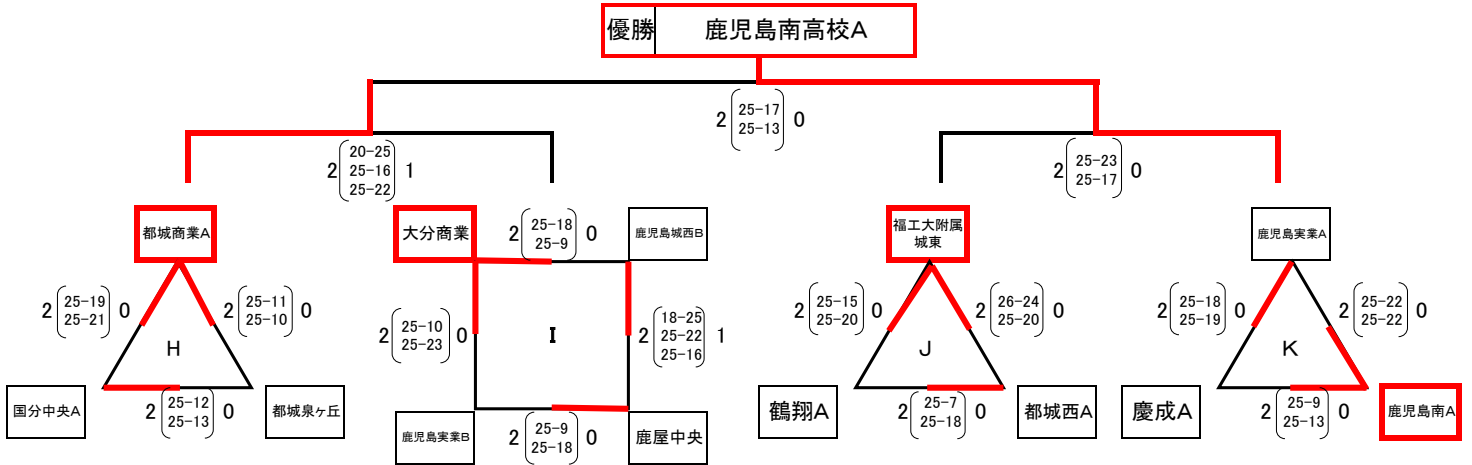 優勝 鹿児島南高校A
2 25-17 0
25-13
2 20-25 1
25-16
25-22
2 25-23 0
25-17
都城商業A
大分商業
2 25-18 0
25-9
鹿児島城西B
福工大附属
城東
鹿児島実業A
2 25-19 0
25-21
2 25-11 0
25-10
H
2 25-10 0
25-23
I
2 18-25 1
25-22
25-16
2 25-15 0
25-20
2 26-24 0
25-20
J
2 25-18 0
25-19
2 25-22 0
25-22
K
国分中央A
2 25-12 0
25-13
都城泉ヶ丘
鹿児島実業B
2 25-9 0
25-18
鹿屋中央
鶴翔A
2 25-7 0
25-18
都城西A
慶成A
2 25-9 0
25-13
鹿児島南A